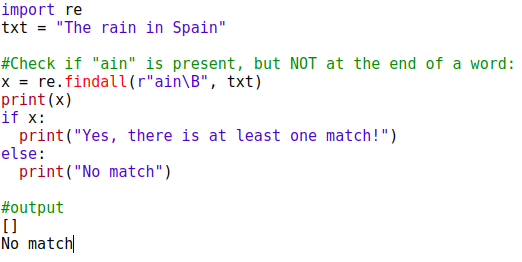 import re
txt = "The rain in Spain"

#Check if "ain" is present, but NOT at the end of a word:
x = re.findall(r"ain\B", txt)
print(x)
if x:
  print("Yes, there is at least one match!")
else:
  print("No match")

#output
[]
No match